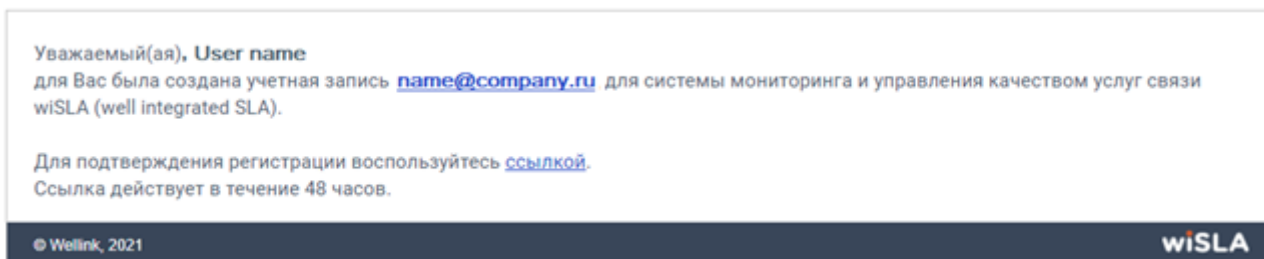 Уважаемый(ая), User name
для Вас была создана учетная запись name@company.ru для системы мониторинга и управления качеством услуг связи
wiSLA (well integrated SLA).
Для подтверждения регистрации воспользуйтесь ссылкой.
Ссылка действует в течение 48 часов.
© Wellink, 2021
wiSLA